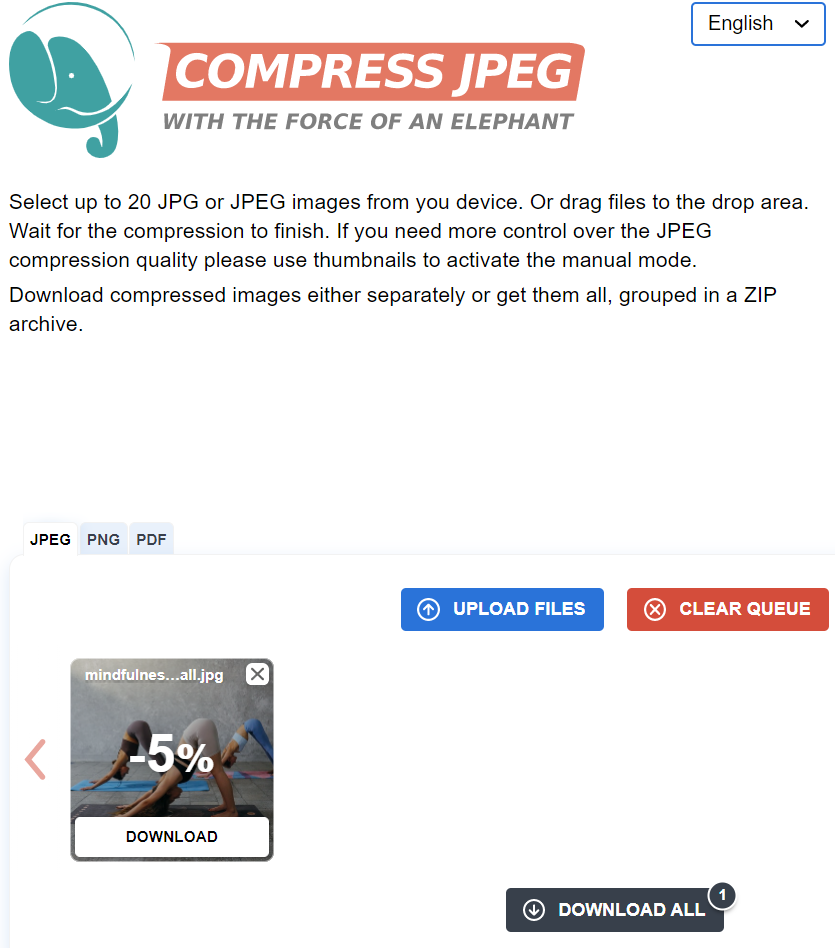 English
COMPRESS JPEG
WITH THE FORCE OF AN ELEPHANT
Select up to 20 JPG or JPEG images from you device. Or drag files to the drop area.
Wait for the compression to finish. If you need more control over the JPEG
compression quality please use thumbnails to activate the manual mode.
Download compressed images either separately or get them all, grouped in a ZIP
archive.
JPEG PNG PDF
UPLOAD FILES CLEAR QUEUE
mindfulnes...all.jpg
-5%
DOWNLOAD
DOWNLOAD ALL 1